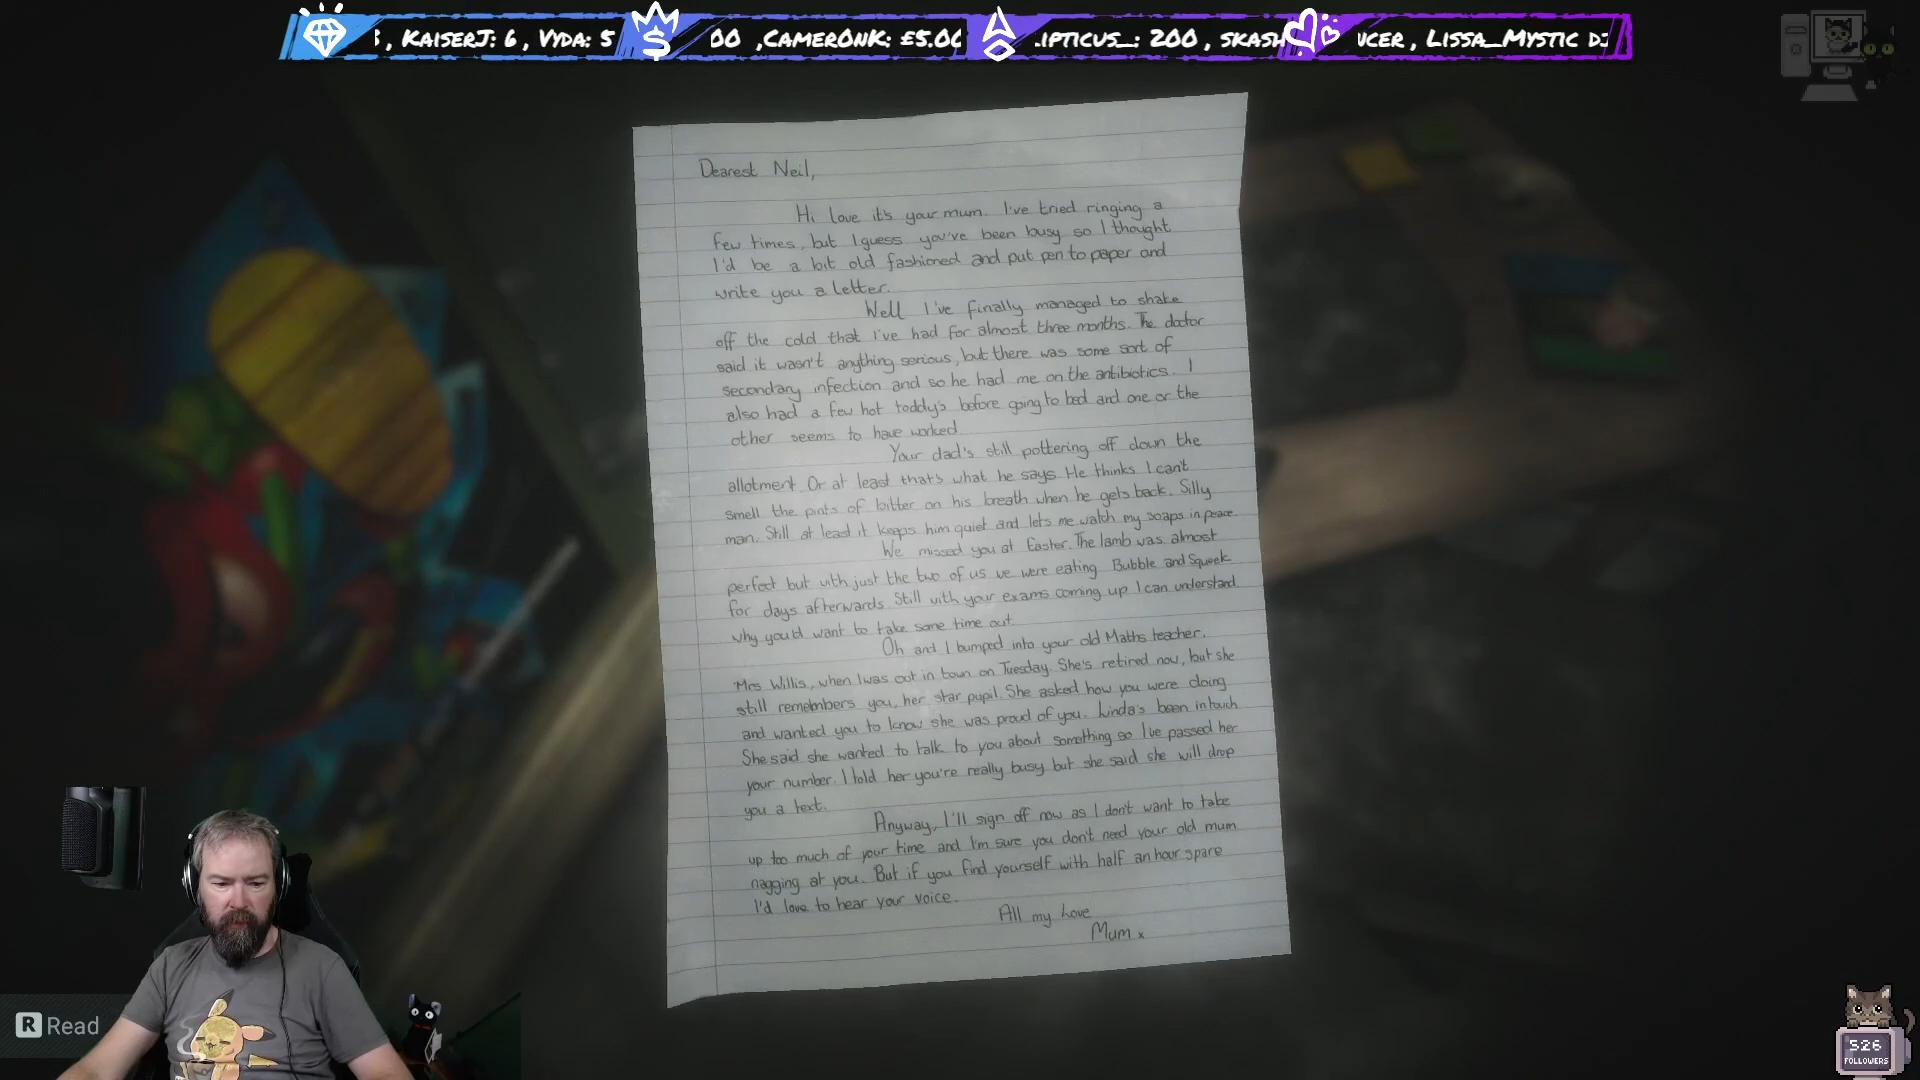 , KAISERJ: 6, VYDA: 5
00 ,CAMERONK: £5.00
.IPTICUS_: 200, SKASH
UCER, LISSA_MYSTIC
Dearest Neil,
Hi love it's your mum. I've tried ringing a
few times, but I guess you've been busy so I thought
I'd be a bit old fashioned and put pen to paper and
write you a letter.
Well I've finally managed to shake
off the cold that I've had for almost three months. The doctor
said it wasn't anything serious, but there was some sort of
secondary infection and so he had me on the antibiotics. I
also had a few hot toddy's before going to bed and one or the
other seems to have worked
Your dad's still pottering off down the
allotment. Or at least that's what he says. He thinks I can't
smell the pints of bitter on his breath when he gets back. Silly
man. Still at least it keeps him quiet and lets me watch my soaps in peace.
We missed you at Easter. The lamb was almost
perfect but with just the two of us we were eating Bubble and Squeek
for days afterwards. Still with your exams coming up I can understand
why you'd want to take some time out.
Oh and I bumped into your old Maths teacher,
Mrs Willis, when I was out in town on Tuesday. She's retired now, but she
still remembers you, her star pupil. She asked how you were doing
and wanted you to know she was proud of you. Linda's been in touch
She said she wanted to talk to you about something so I've passed her
your number. I told her you're really busy but she said she will drop
you a text.
Anyway, I'll sign off now as I don't want to take
up too much of your time and I'm sure you don't need your old mum
nagging at you. But if you find yourself with half an hour spare
I'd love to hear your voice.
All my Love
Mum x
R Read
526
FOLLOWERS